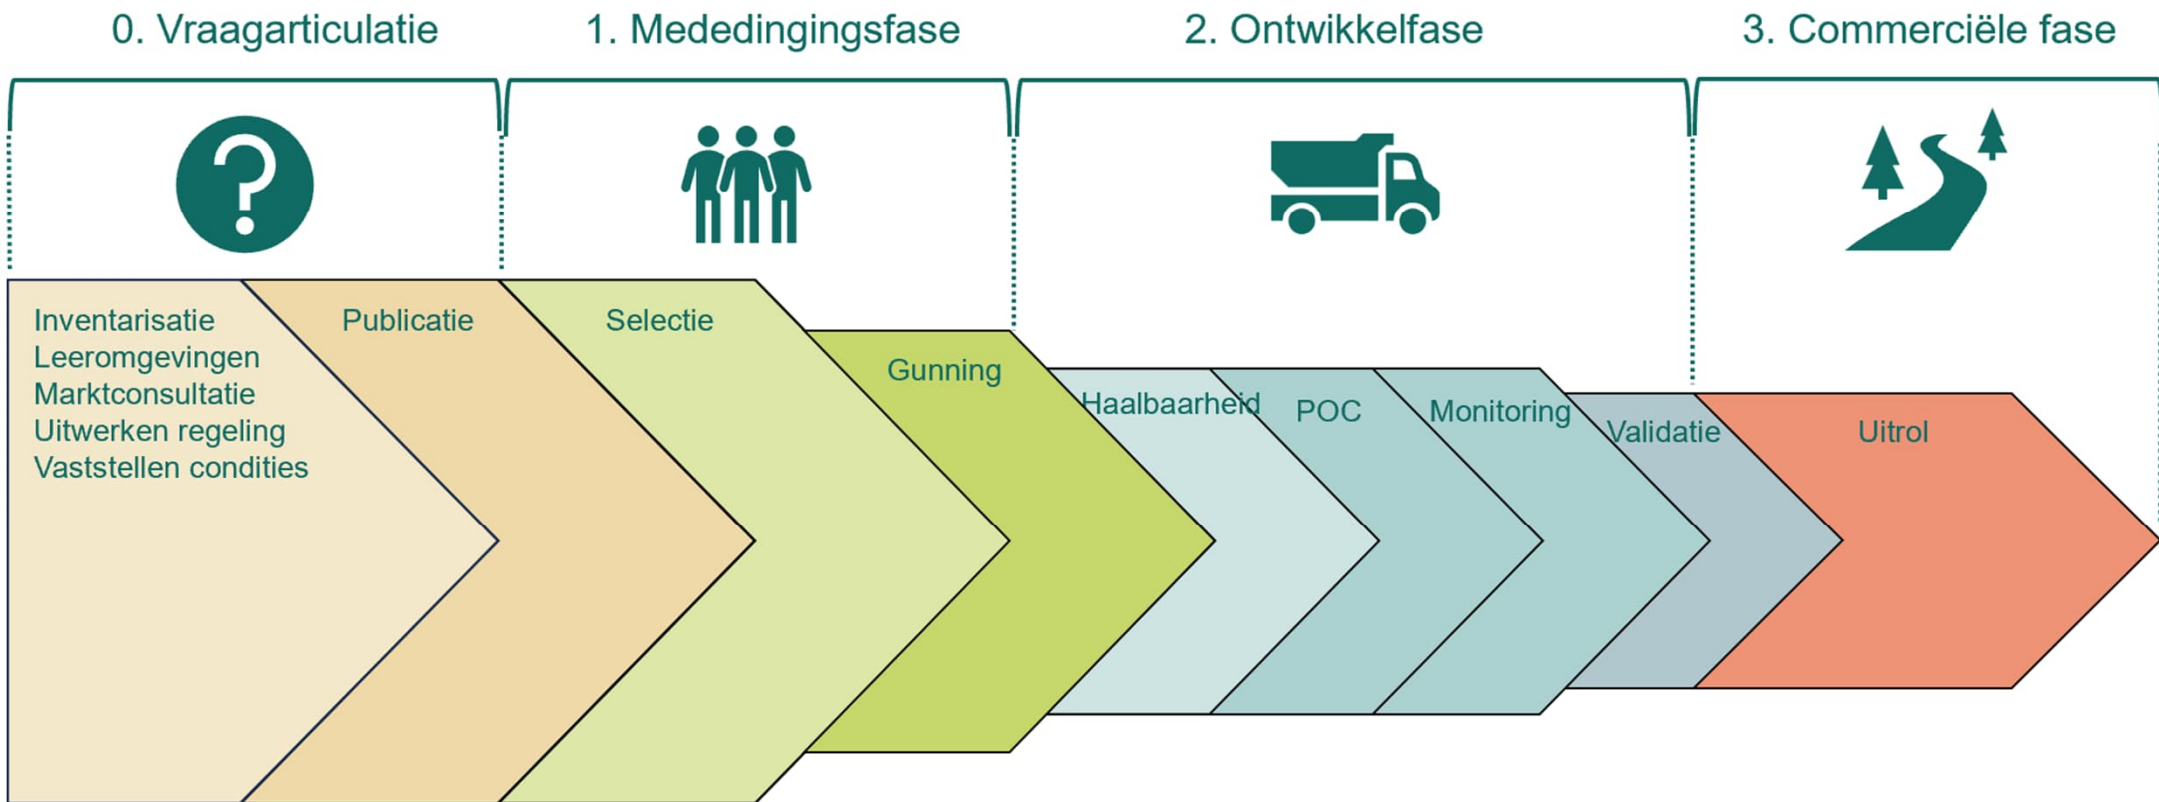 0. Vraagarticulatie
1. Mededingingsfase
2. Ontwikkelfase
3. Commerciële fase
Inventarisatie
Leeromgevingen
Marktconsultatie
Uitwerken regeling
Vaststellen condities
Publicatie
Selectie
Gunning
Haalbaarheid
POC
Monitoring
Validatie
Uitrol